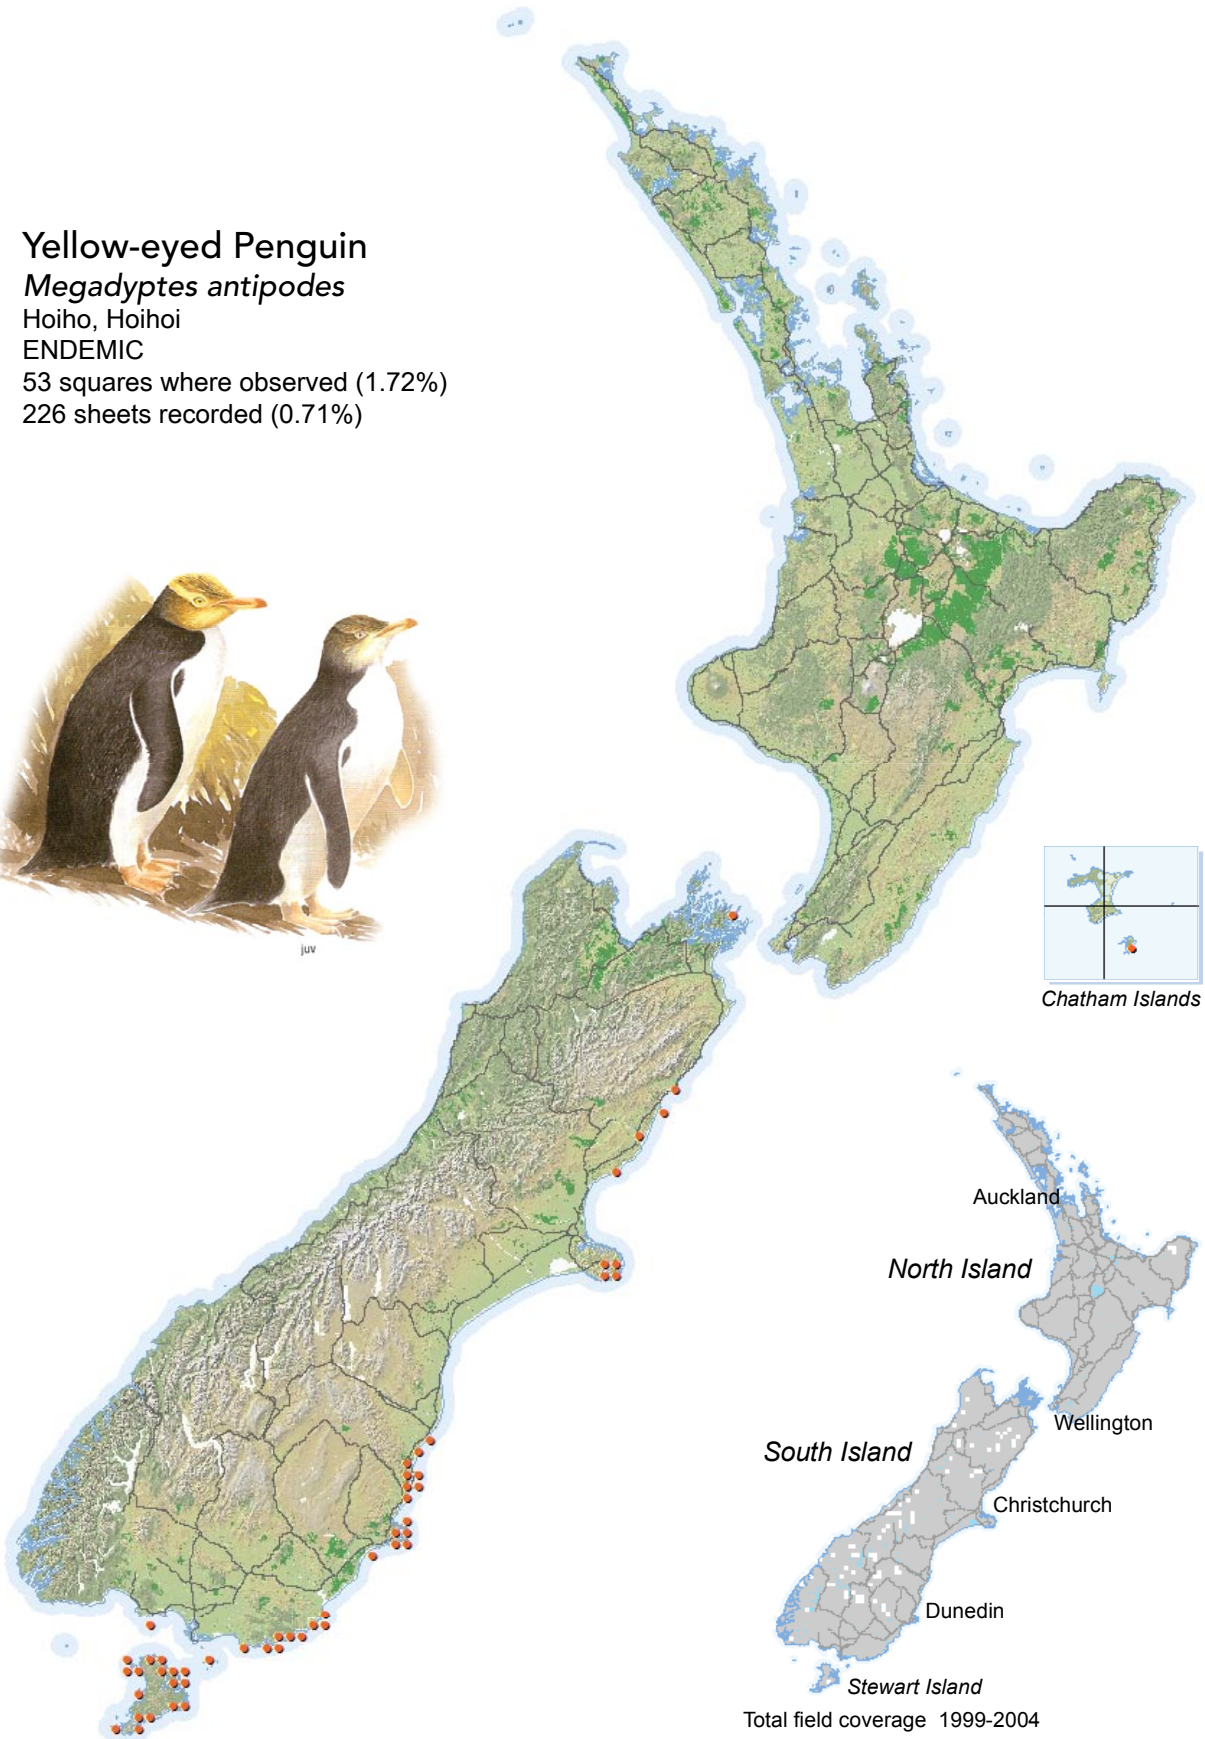 Yellow-eyed Penguin
Megadyptes antipodes
Hoiho, Hoihoi
ENDEMIC
53 squares where observed (1.72%)
226 sheets recorded (0.71%)
juv
Chatham Islands
Auckland
North Island
Wellington
South Island
Christchurch
Dunedin
Stewart Island
Total field coverage 1999-2004